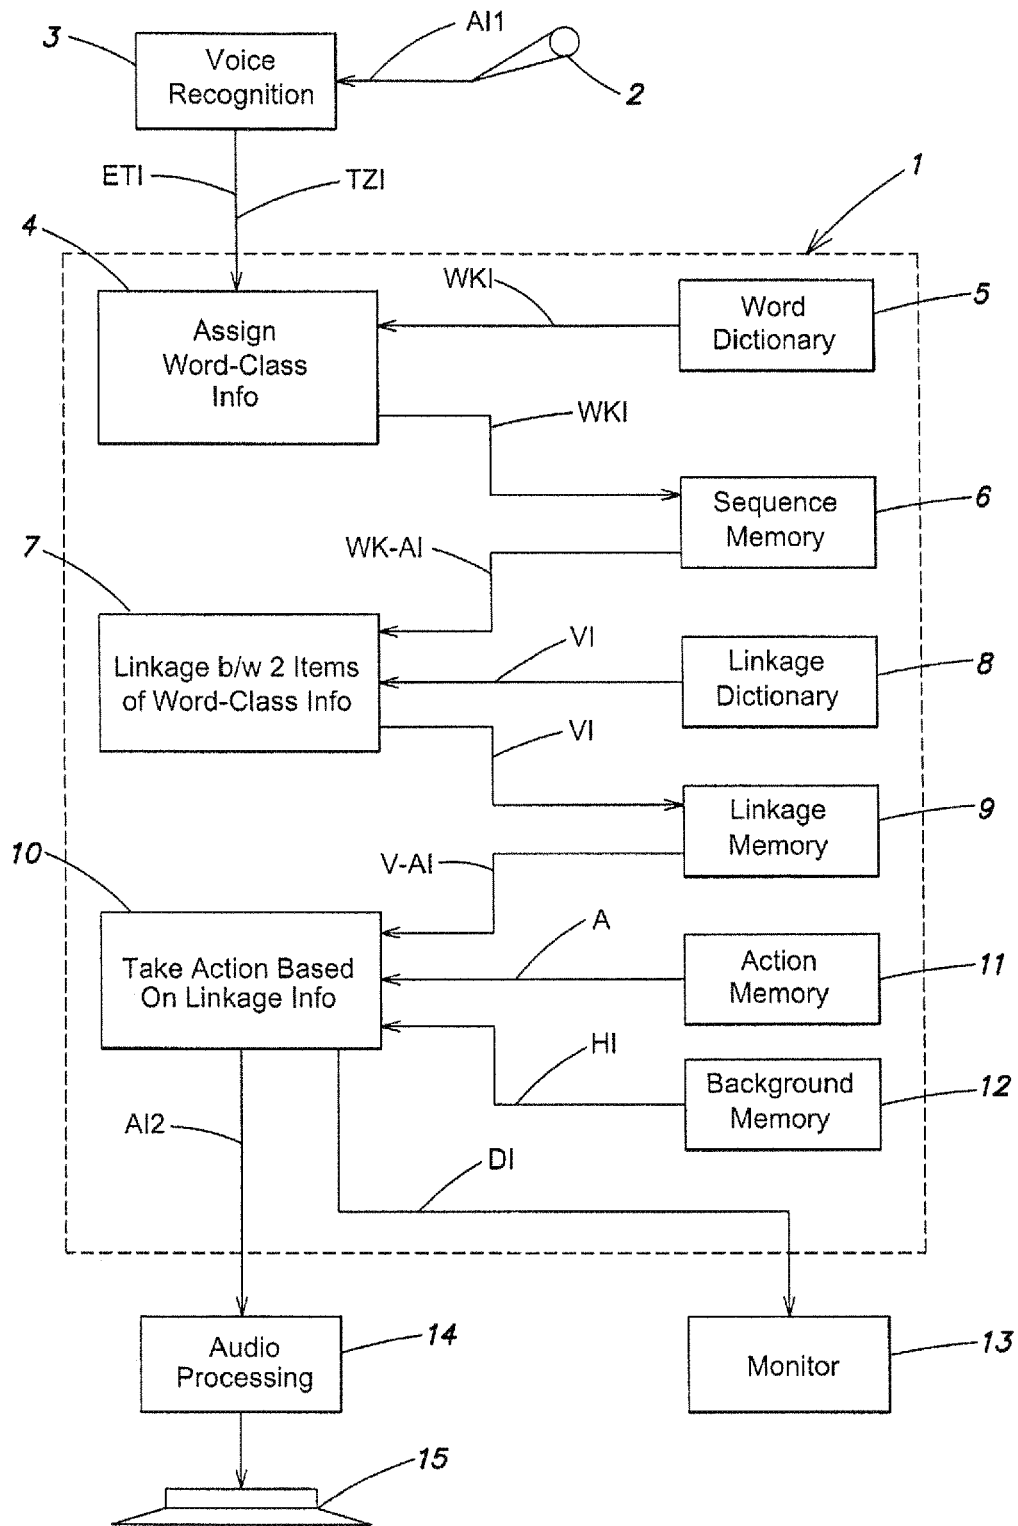 AI1
3
Voice
Recognition
2
ETI
TZI
1
4
WKI
5
Word
Dictionary
Assign
Word-Class
Info
WKI
6
Sequence
Memory
7
WK-AI
VI
8
Linkage
Dictionary
Linkage b/w 2 Items
of Word-Class Info
VI
9
Linkage
Memory
10
V-AI
A
11
Action
Memory
Take Action Based
On Linkage Info
HI
12
Background
Memory
AI2
DI
14
Audio
Processing
13
Monitor
15